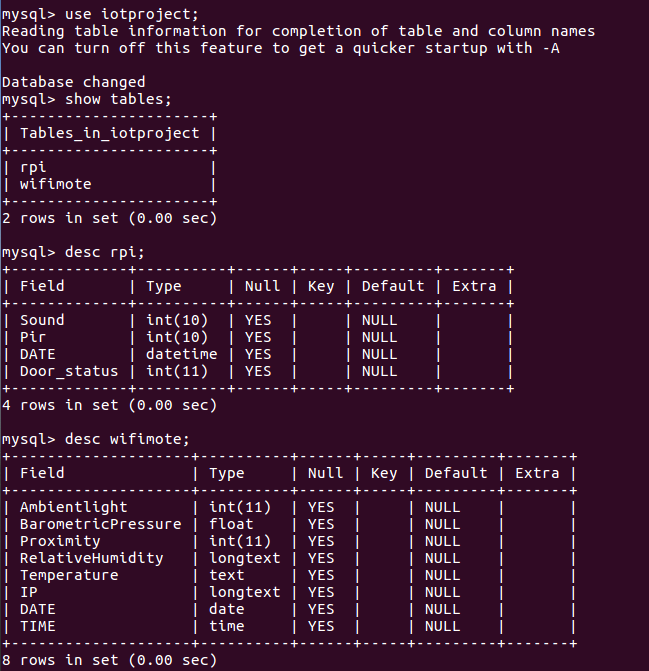 mysql> use iotproject;
Reading table information for completion of table and column names
You can turn off this feature to get a quicker startup with -A

Database changed
mysql> show tables;
+----------------------+
| Tables_in_iotproject |
+----------------------+
| rpi                  |
| wifimote             |
+----------------------+
2 rows in set (0.00 sec)

mysql> desc rpi;
+-------------+----------+------+-----+---------+-------+
| Field       | Type     | Null | Key | Default | Extra |
+-------------+----------+------+-----+---------+-------+
| Sound       | int(10)  | YES  |     | NULL    |       |
| Pir         | int(10)  | YES  |     | NULL    |       |
| DATE        | datetime | YES  |     | NULL    |       |
| Door_status | int(11)  | YES  |     | NULL    |       |
+-------------+----------+------+-----+---------+-------+
4 rows in set (0.00 sec)

mysql> desc wifimote;
+--------------------+----------+------+-----+---------+-------+
| Field              | Type     | Null | Key | Default | Extra |
+--------------------+----------+------+-----+---------+-------+
| Ambientlight       | int(11)  | YES  |     | NULL    |       |
| BarometricPressure | float    | YES  |     | NULL    |       |
| Proximity          | int(11)  | YES  |     | NULL    |       |
| RelativeHumidity   | longtext | YES  |     | NULL    |       |
| Temperature        | text     | YES  |     | NULL    |       |
| IP                 | longtext | YES  |     | NULL    |       |
| DATE               | date     | YES  |     | NULL    |       |
| TIME               | time     | YES  |     | NULL    |       |
+--------------------+----------+------+-----+---------+-------+
8 rows in set (0.00 sec)